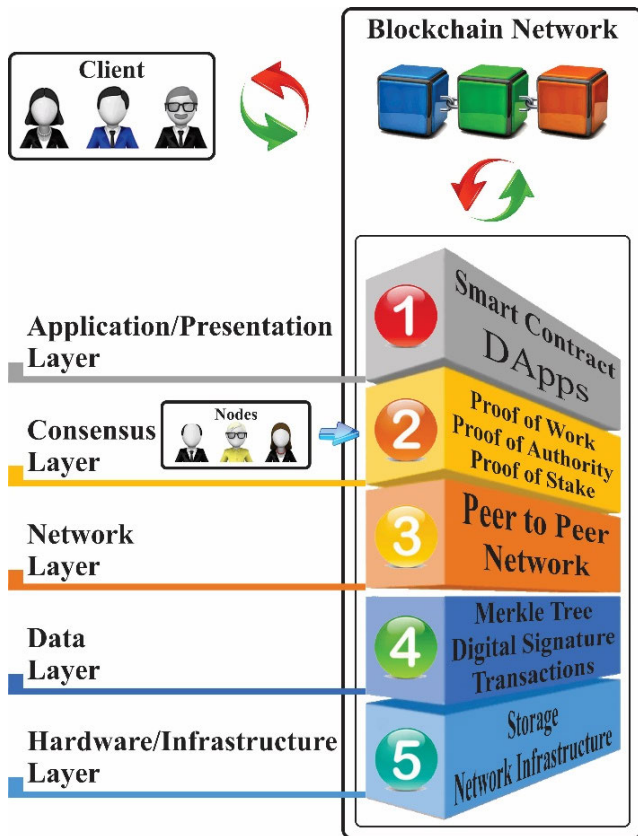 Blockchain Network
Client
Application/Presentation
Layer
1
Smart Contract
DApps
Consensus
Layer
Nodes
2
Proof of Work
Proof of Authority
Proof of Stake
Network
Layer
3
Peer to Peer
Network
Data
Layer
4
Merkle Tree
Digital Signature
Transactions
Hardware/Infrastructure
Layer
5
Storage
Network Infrastructure